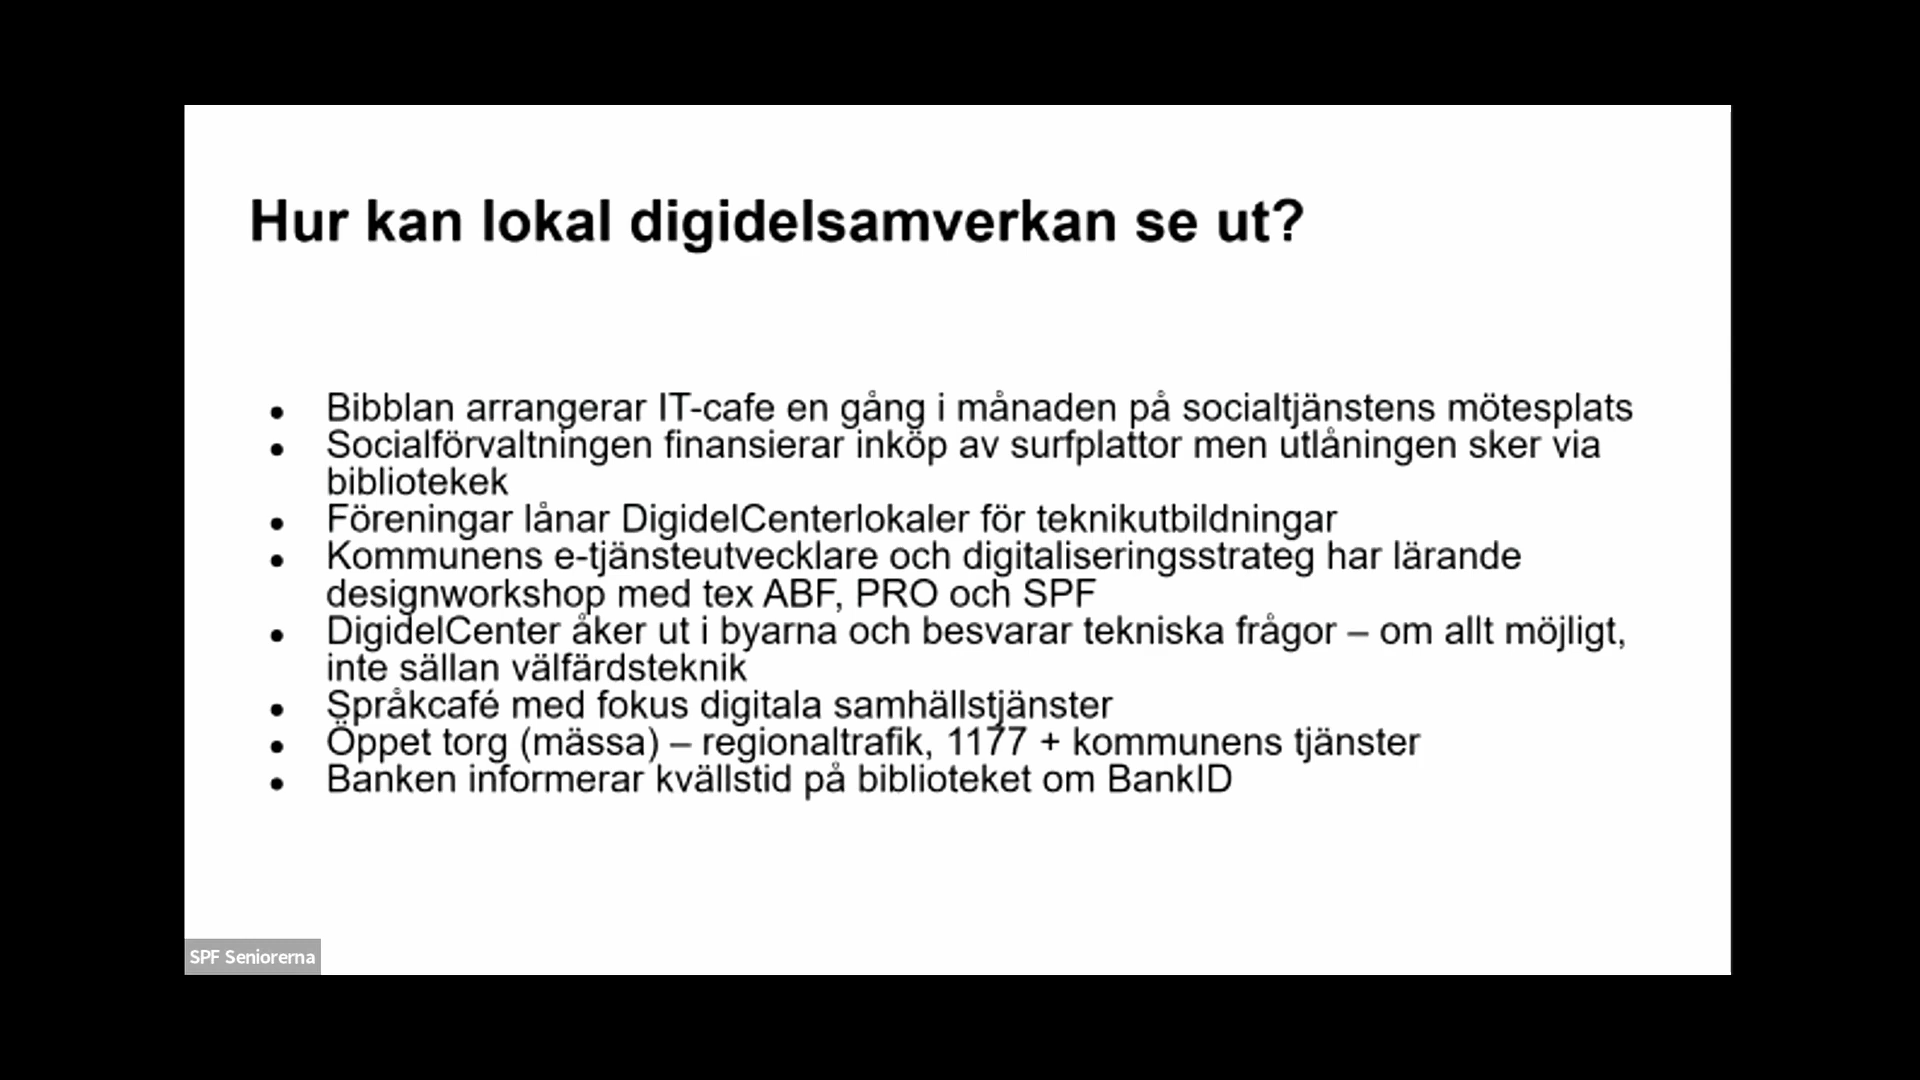 Hur kan lokal digidelsamverkan se ut?
● Bibblan arrangerar IT-cafe en gång i månaden på socialtjänstens mötesplats
● Socialförvaltningen finansierar inköp av surfplattor men utlåningen sker via
bibliotekek
● Föreningar lånar DigidelCenterlokaler för teknikutbildningar
● Kommunens e-tjänsteutvecklare och digitaliseringsstrateg har lärande
designworkshop med tex ABF, PRO och SPF
● DigidelCenter åker ut i byarna och besvarar tekniska frågor – om allt möjligt,
inte sällan välfärdsteknik
● Språkcafé med fokus digitala samhällstjänster
● Öppet torg (mässa) – regionaltrafik, 1177 + kommunens tjänster
● Banken informerar kvällstid på biblioteket om BankID
SPF Seniorerna